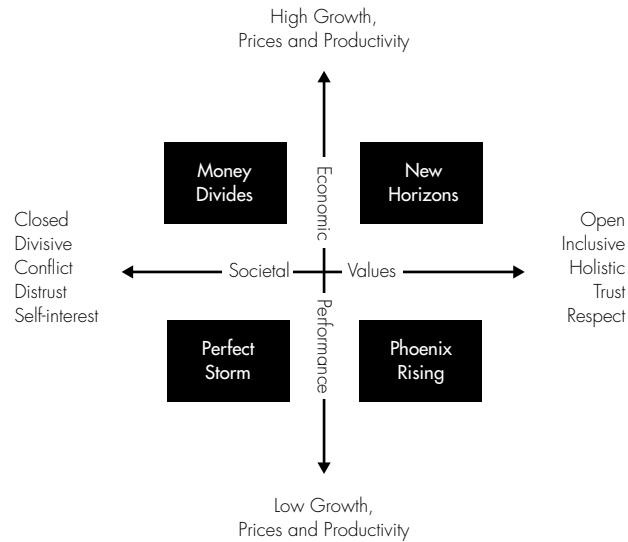 High Growth,
Prices and Productivity
Money
Divides
New
Horizons
Economic
Closed
Divisive
Conflict
Distrust
Self-interest
Societal
Values
Open
Inclusive
Holistic
Trust
Respect
Performance
Perfect
Storm
Phoenix
Rising
Low Growth,
Prices and Productivity